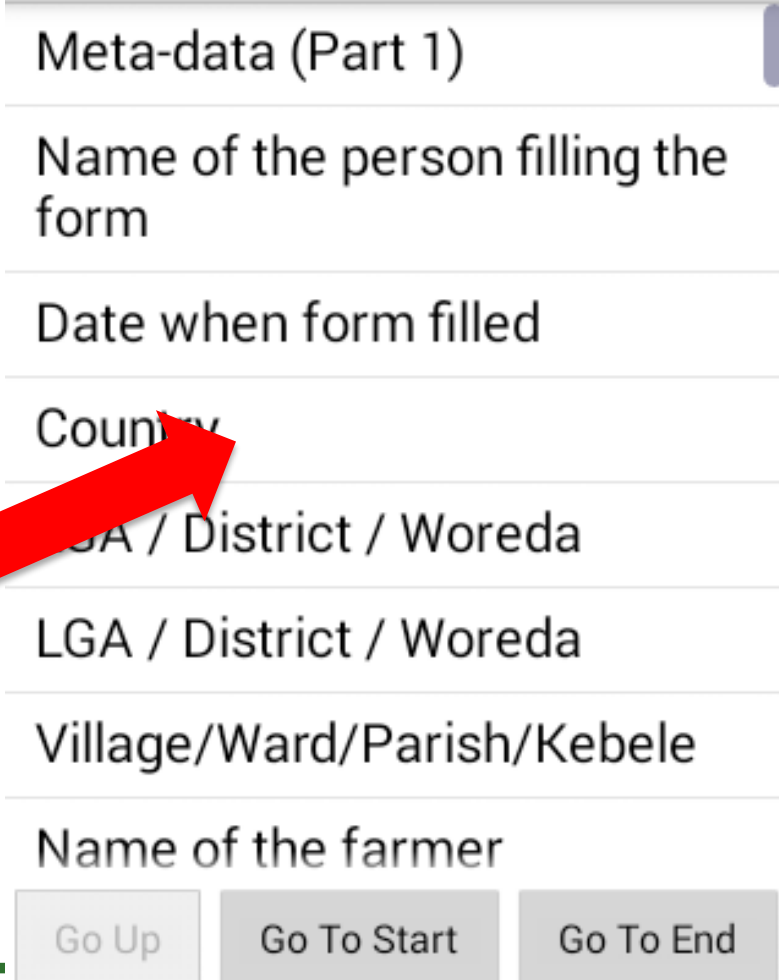 Meta-data (Part 1)
Name of the person filling the
form
Date when form filled
Country
LGA / District / Woreda
LGA / District / Woreda
Village/Ward/Parish/Kebele
Name of the farmer
Go Up
Go To Start
Go To End